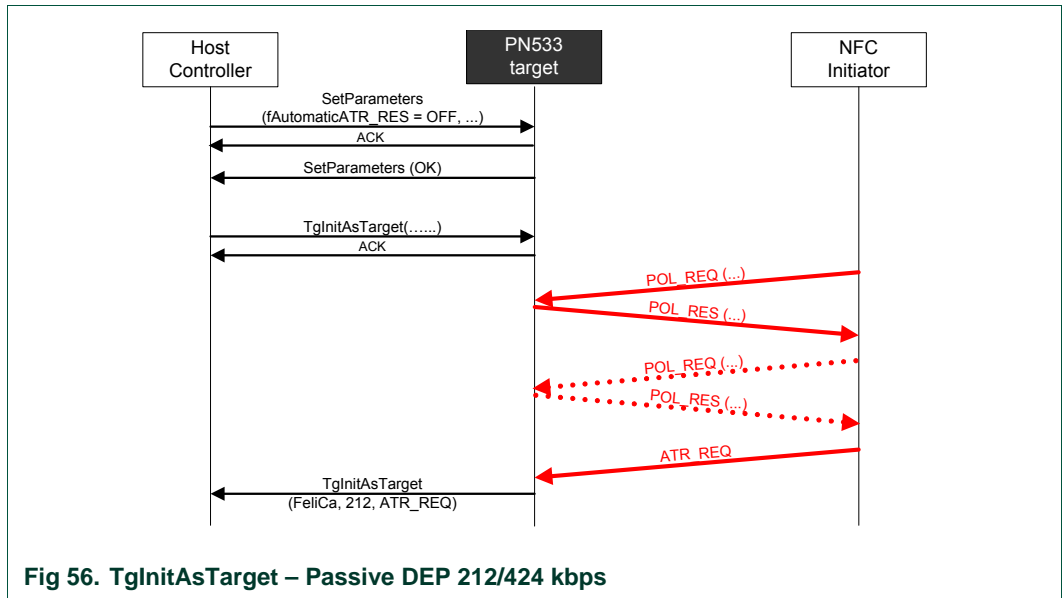 Host
Controller
PN533
target
NFC
Initiator
SetParameters
(fAutomaticATR_RES = OFF, ...)
ACK
SetParameters (OK)
TgInitAsTarget(…...)
ACK
POL_REQ (...)
POL_RES (...)
POL_REQ (...)
POL_RES (...)
ATR_REQ
TgInitAsTarget
(FeliCa, 212, ATR_REQ)
Fig 56. TgInitAsTarget – Passive DEP 212/424 kbps